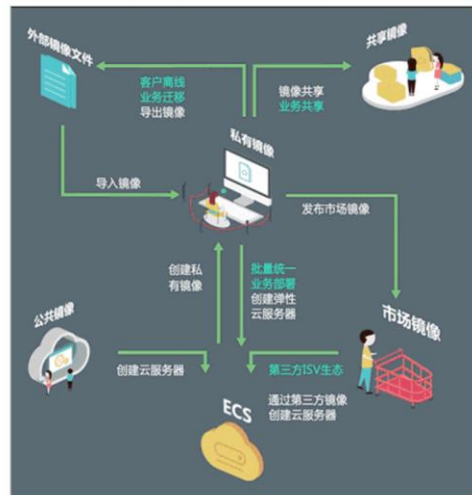 外部镜像文件
共享镜像
客户离线
业务迁移
导出镜像
镜像共享
业务共享
私有镜像
导入镜像
发布市场镜像
创建私
有镜像
批量统一
业务部署
创建弹性
云服务器
公共镜像
市场镜像
创建云服务器
第三方ISV生态
ECS
通过第三方镜像
创建云服务器